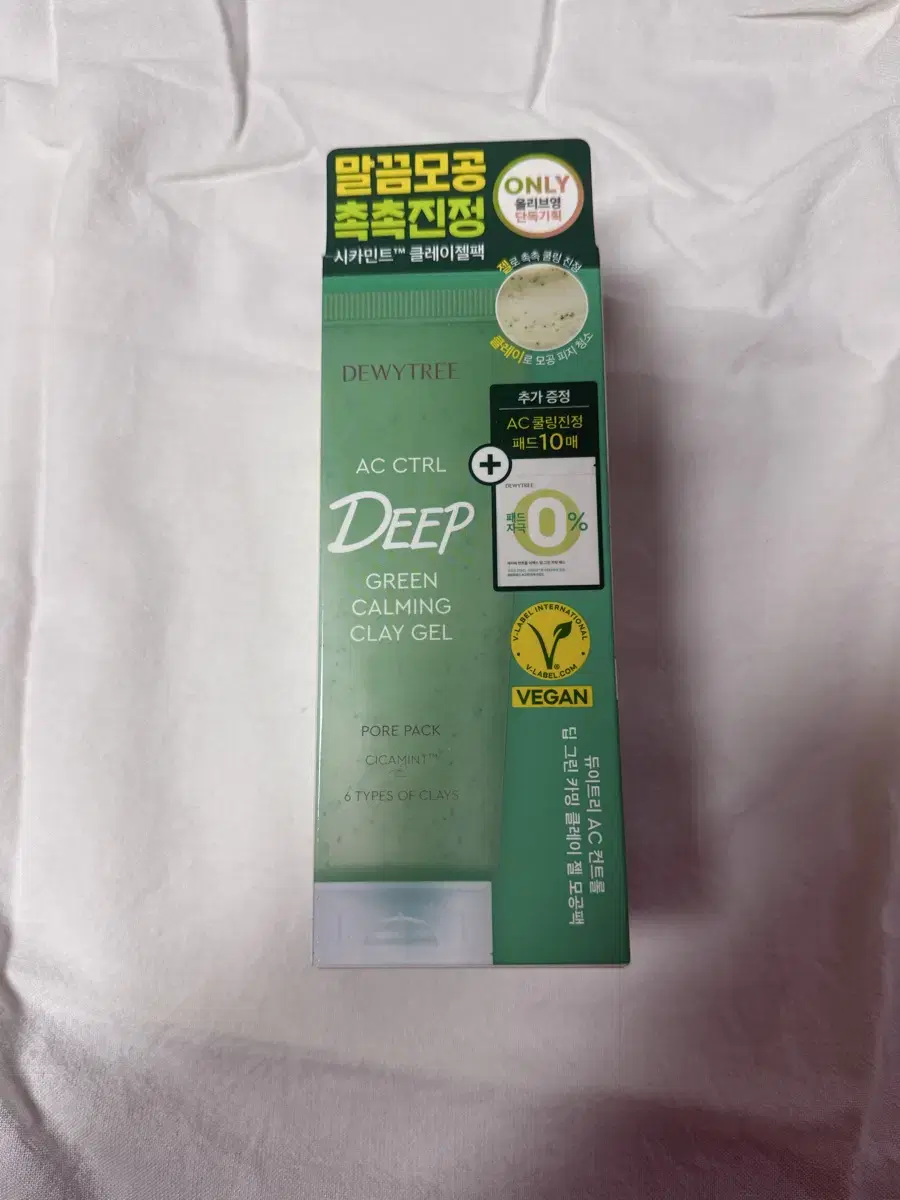 말끔모공
촉촉진정
시카민트™ 클레이젤팩
ONLY
올리브영
단독기획
젤로 촉촉 쿨링 진정
클레이로 모공 피지 청소
DEWYTREE
AC CTRL
DEEP
GREEN
CALMING
CLAY GEL
PORE PACK
CICAMINT™
6 TYPES OF CLAYS
추가 증정
AC 쿨링진정
패드10매
+
DEWYTREE
패드
자극
0%
V-LABEL INTERNATIONAL
V-LABEL.COM
®
VEGAN
듀이트리 AC 컨트롤
딥 그린 카밍 클레이 젤 모공팩